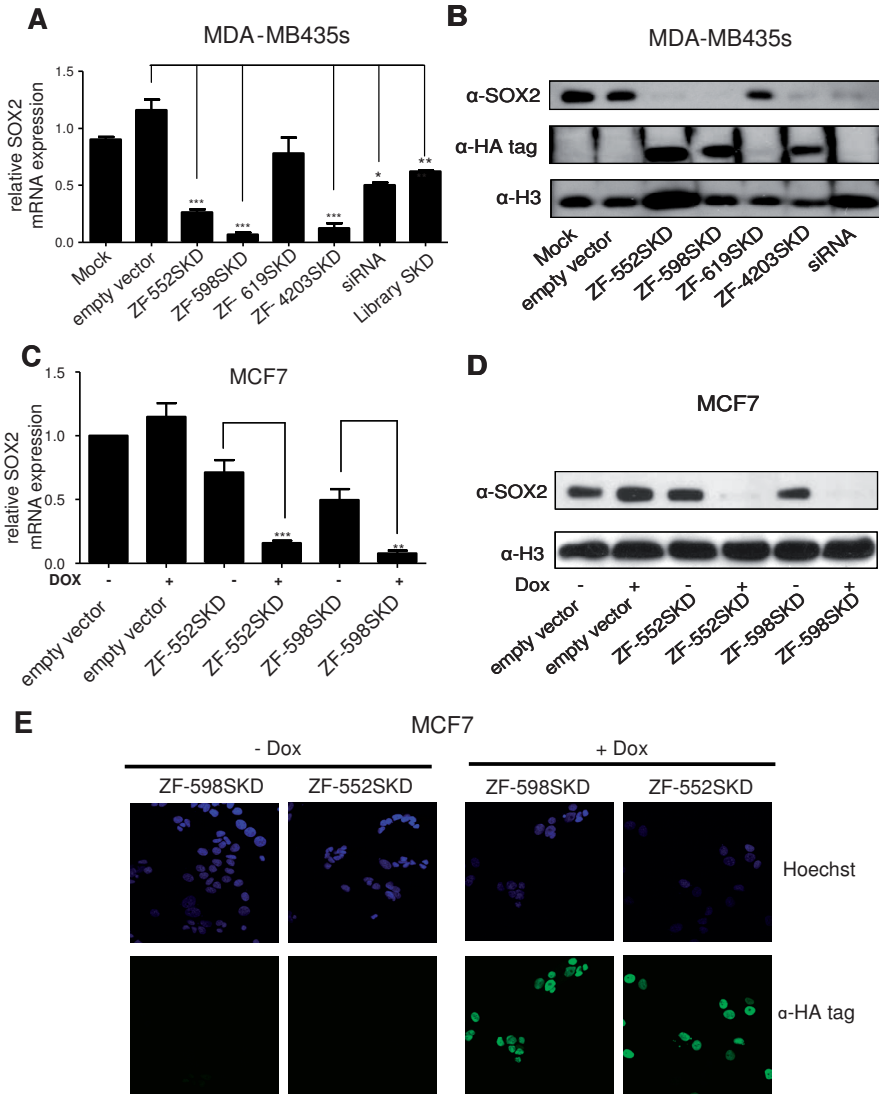 A
MDA-MB435s
relative SOX2
mRNA expression
1.5
1.0
0.5
0.0
***
***
***
*
**
Mock
empty vector
ZF-552SKD
ZF-598SKD
ZF- 619SKD
ZF- 4203SKD
siRNA
Library SKD
B
MDA-MB435s
α-SOX2
α-HA tag
α-H3
Mock
empty vector
ZF-552SKD
ZF-598SKD
ZF-619SKD
ZF-4203SKD
siRNA
C
MCF7
relative SOX2
mRNA expression
1.5
1.0
0.5
0.0
***
**
DOX - + - + - +
empty vector
empty vector
ZF-552SKD
ZF-552SKD
ZF-598SKD
ZF-598SKD
D
MCF7
α-SOX2
α-H3
Dox - + - + - +
empty vector
empty vector
ZF-552SKD
ZF-552SKD
ZF-598SKD
ZF-598SKD
E
MCF7
- Dox + Dox
ZF-598SKD ZF-552SKD ZF-598SKD ZF-552SKD
Hoechst
α-HA tag